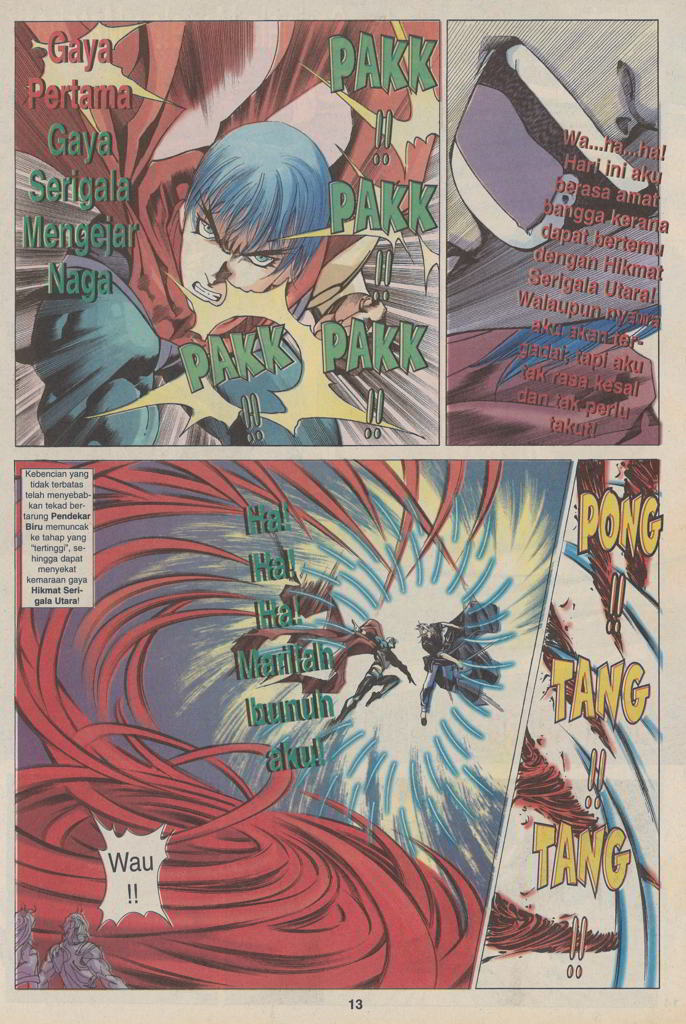 Gaya
Pertama
Gaya
Serigala
Mengejar
Naga
PAKK
!!
PAKK
!!
PAKK
!!
PAKK
!!
Wa...ha...ha!
Hari ini aku
berasa amat
bangga kerana
dapat bertemu
dengan Hikmat
Serigala Utara!
Walaupun nyawa
aku akan ter-
gadai, tapi aku
tak rasa kesal
dan tak perlu
takut!
Kebencian yang
tidak terbatas
telah menyebab-
kan tekad ber-
tarung Pendekar
Biru memuncak
ke tahap yang
"tertinggi", se-
hingga dapat
menyekat
kemaraan gaya
Hikmat Seri-
gala Utara!
Ha!
Ha!
Ha!
Marilah
bunuh
aku!!
Wau
!!
PONG
!!
TANG
!!
TANG
!!
13